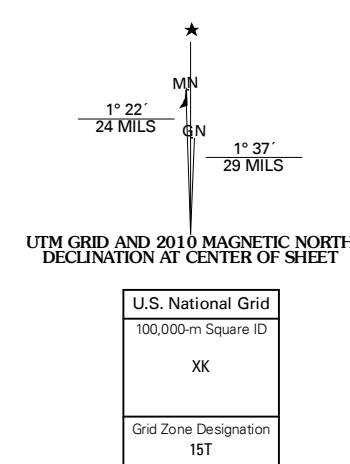 ★
MN
1° 22´
24 MILS
GN
1° 37´
29 MILS
UTM GRID AND 2010 MAGNETIC NORTH
DECLINATION AT CENTER OF SHEET
U.S. National Grid
100,000-m Square ID
XK
Grid Zone Designation
15T